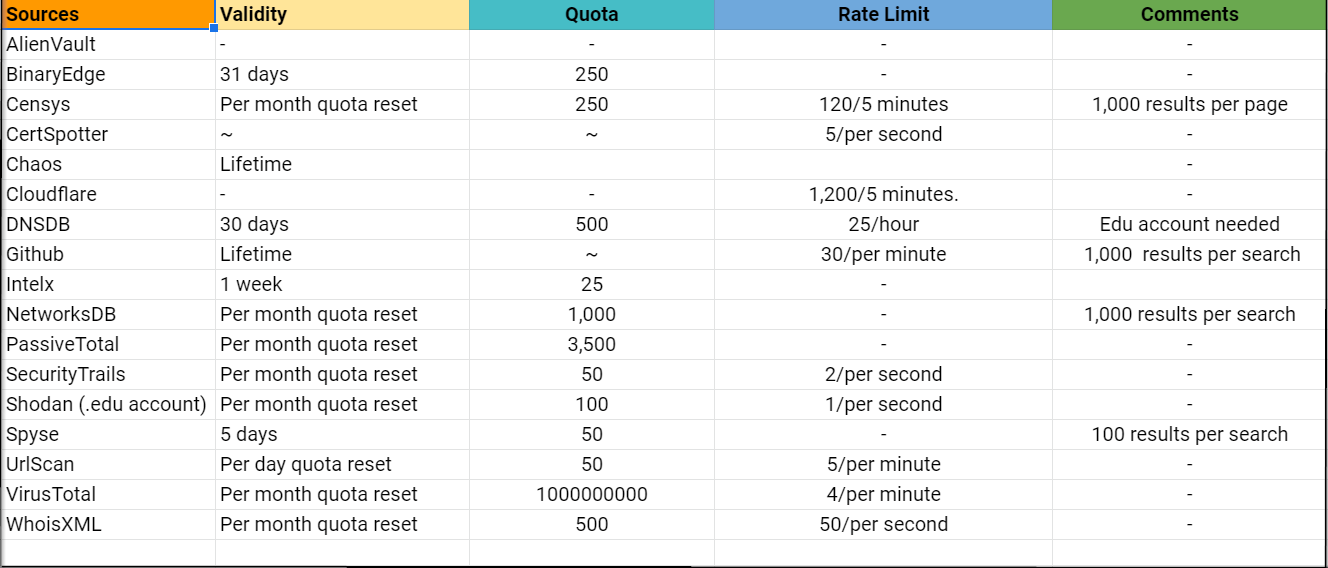 Sources Validity Quota Rate Limit Comments
AlienVault - - - -
BinaryEdge 31 days 250 - -
Censys Per month quota reset 250 120/5 minutes 1,000 results per page
CertSpotter ~ ~ 5/per second -
Chaos Lifetime -
Cloudflare - - 1,200/5 minutes. -
DNSDB 30 days 500 25/hour Edu account needed
Github Lifetime ~ 30/per minute 1,000  results per search
Intelx 1 week 25 -
NetworksDB Per month quota reset 1,000 - 1,000 results per search
PassiveTotal Per month quota reset 3,500 - -
SecurityTrails Per month quota reset 50 2/per second -
Shodan (.edu account) Per month quota reset 100 1/per second -
Spyse 5 days 50 - 100 results per search
UrlScan Per day quota reset 50 5/per minute -
VirusTotal Per month quota reset 1000000000 4/per minute -
WhoisXML Per month quota reset 500 50/per second -